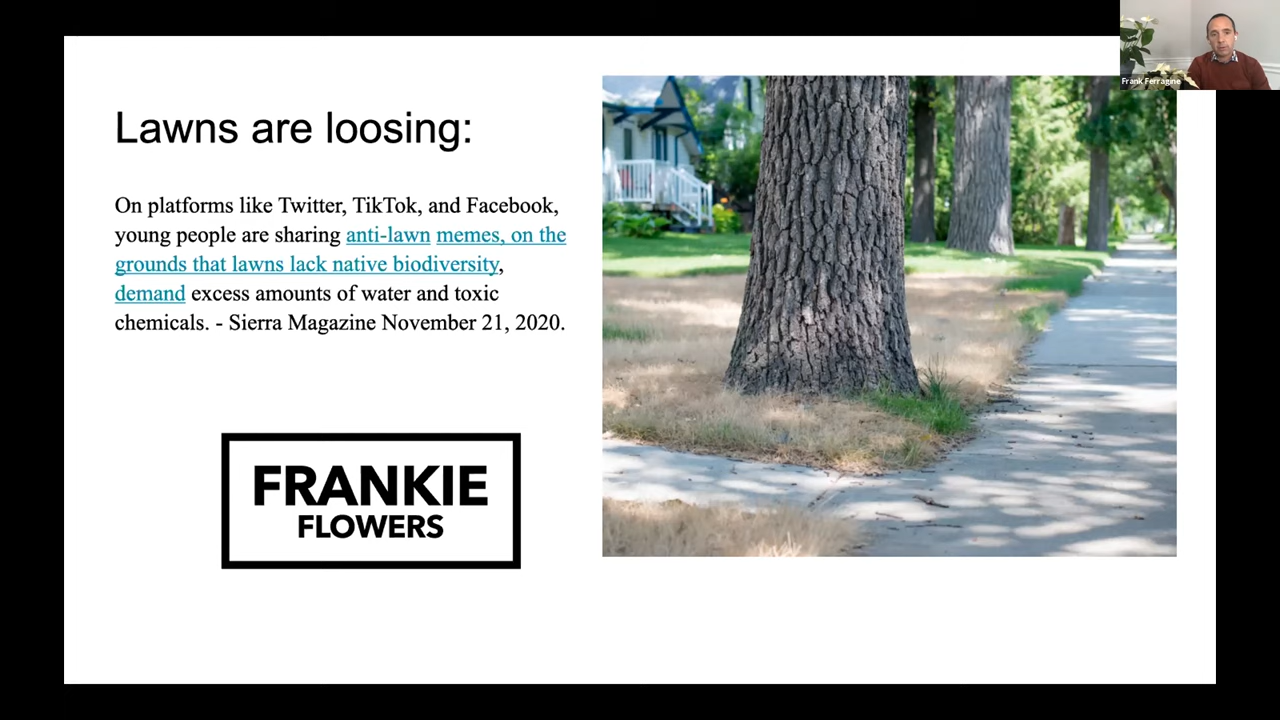 Frank Ferragine
Lawns are loosing:
On platforms like Twitter, TikTok, and Facebook,
young people are sharing anti-lawn memes, on the
grounds that lawns lack native biodiversity,
demand excess amounts of water and toxic
chemicals. - Sierra Magazine November 21, 2020.
FRANKIE
FLOWERS